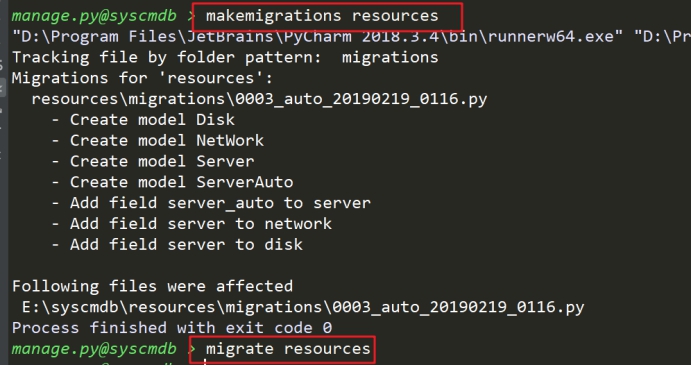 manage.py@syscmdb > makemigrations resources
"D:\Program Files\JetBrains\PyCharm 2018.3.4\bin\runnerw64.exe" "D:\Pr
Tracking file by folder pattern:  migrations
Migrations for 'resources':
  resources\migrations\0003_auto_20190219_0116.py
    - Create model Disk
    - Create model NetWork
    - Create model Server
    - Create model ServerAuto
    - Add field server_auto to server
    - Add field server to network
    - Add field server to disk
Following files were affected
 E:\syscmdb\resources\migrations\0003_auto_20190219_0116.py
Process finished with exit code 0
manage.py@syscmdb > migrate resources